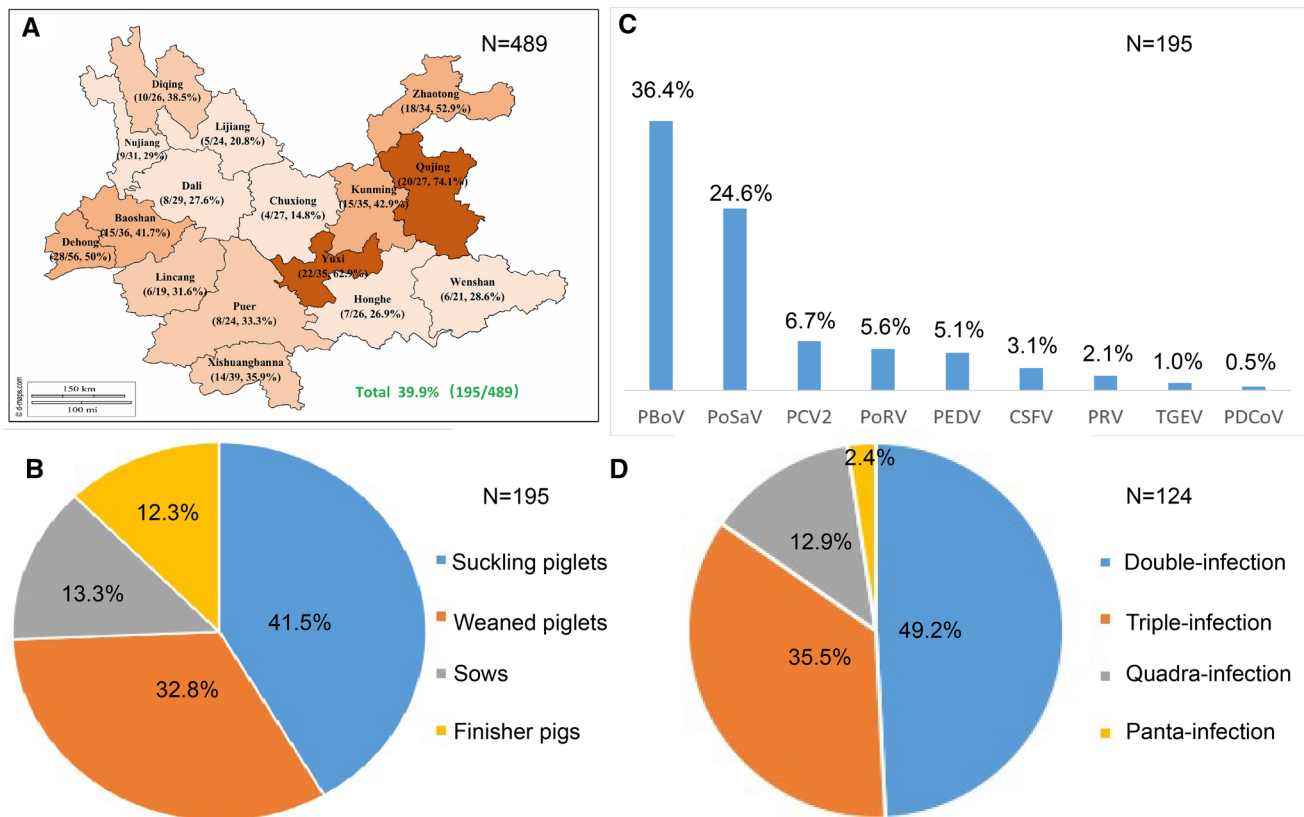 A
N=489
Diqing
(10/26, 38.5%)
Zhaotong
(18/34, 52.9%)
Lijiang
(5/24, 20.8%)
Nujiang
(9/31, 29%)
Qujing
(20/27, 74.1%)
Dali
(8/29, 27.6%)
Chuxiong
(4/27, 14.8%)
Kunming
(15/35, 42.9%)
Baoshan
(15/36, 41.7%)
Dehong
(28/56, 50%)
Yuxi
(22/35, 62.9%)
Lincang
(6/19, 31.6%)
Wenshan
(6/21, 28.6%)
Puer
(8/24, 33.3%)
Honghe
(7/26, 26.9%)
Xishuangbanna
(14/39, 35.9%)
150 km
100 mi
© d-maps.com
Total 39.9% (195/489)
C
N=195
36.4%
24.6%
6.7%
5.6%
5.1%
3.1%
2.1%
1.0%
0.5%
PBoV PoSaV PCV2 PoRV PEDV CSFV PRV TGEV PDCoV
B
N=195
12.3%
13.3%
41.5%
32.8%
Suckling piglets
Weaned piglets
Sows
Finisher pigs
D
N=124
2.4%
12.9%
49.2%
35.5%
Double-infection
Triple-infection
Quadra-infection
Panta-infection